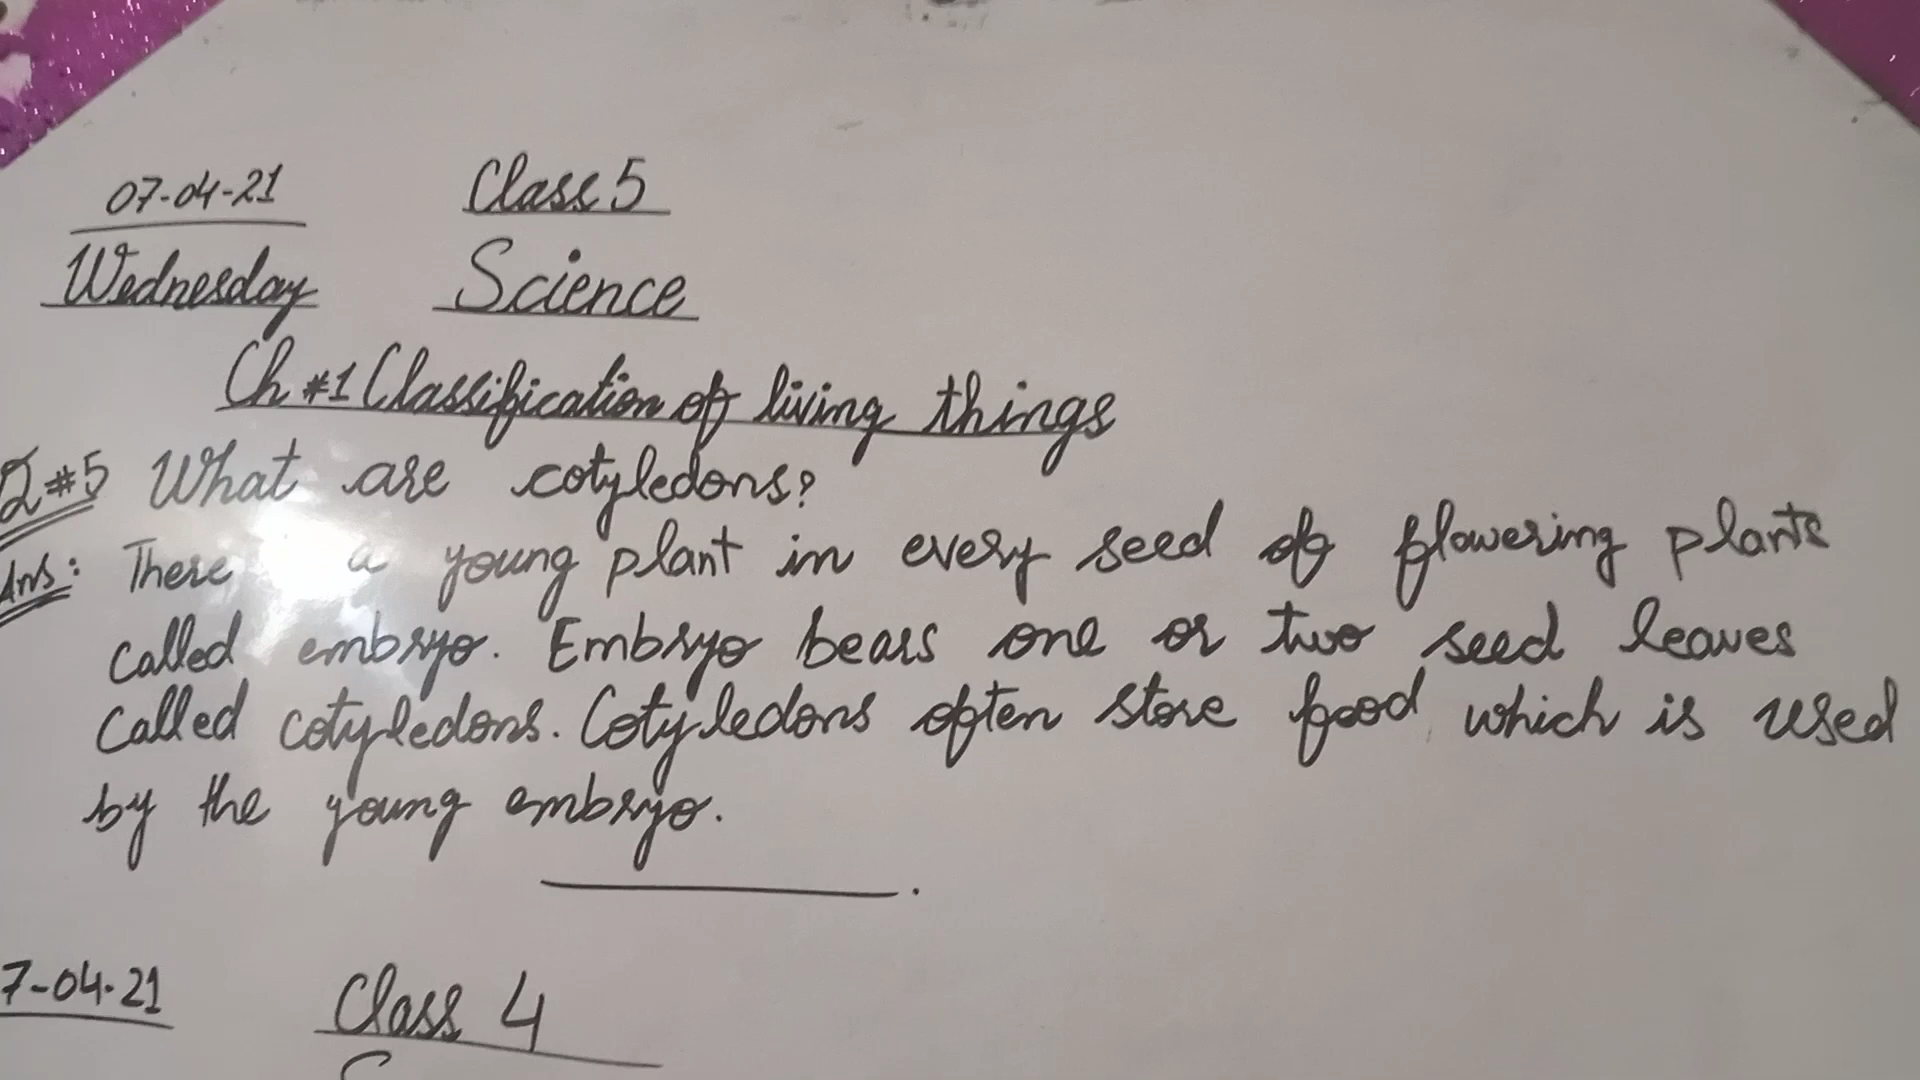 07-04-21 Class 5
Wednesday Science
Ch #1 Classification of living things
Q#5 What are cotyledons?
Ans: There a young plant in every seed of flowering plants
called embryo. Embryo bears one or two seed leaves
called cotyledons. Cotyledons often store food, which is used
by the young embryo.
7-04-21 Class 4